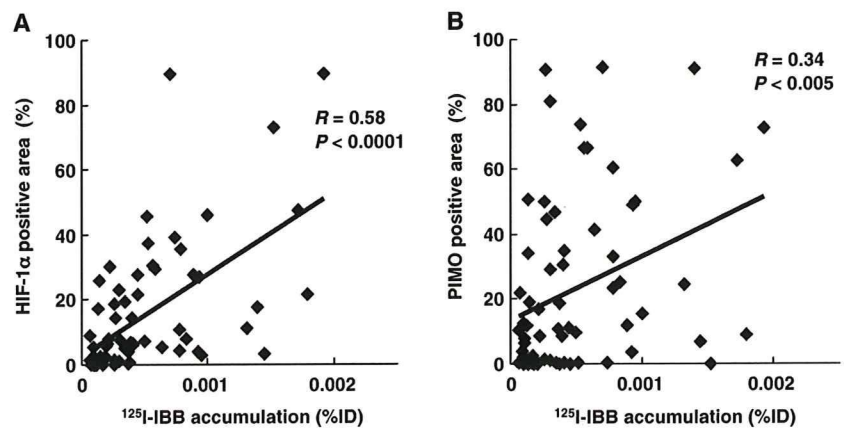 A
HIF-1α positive area (%)
100
80
60
40
20
0
R = 0.58
P < 0.0001
0
0.001
0.002
¹²⁵I-IBB accumulation (%ID)
B
PIMO positive area (%)
100
80
60
40
20
0
R = 0.34
P < 0.005
0
0.001
0.002
¹²⁵I-IBB accumulation (%ID)